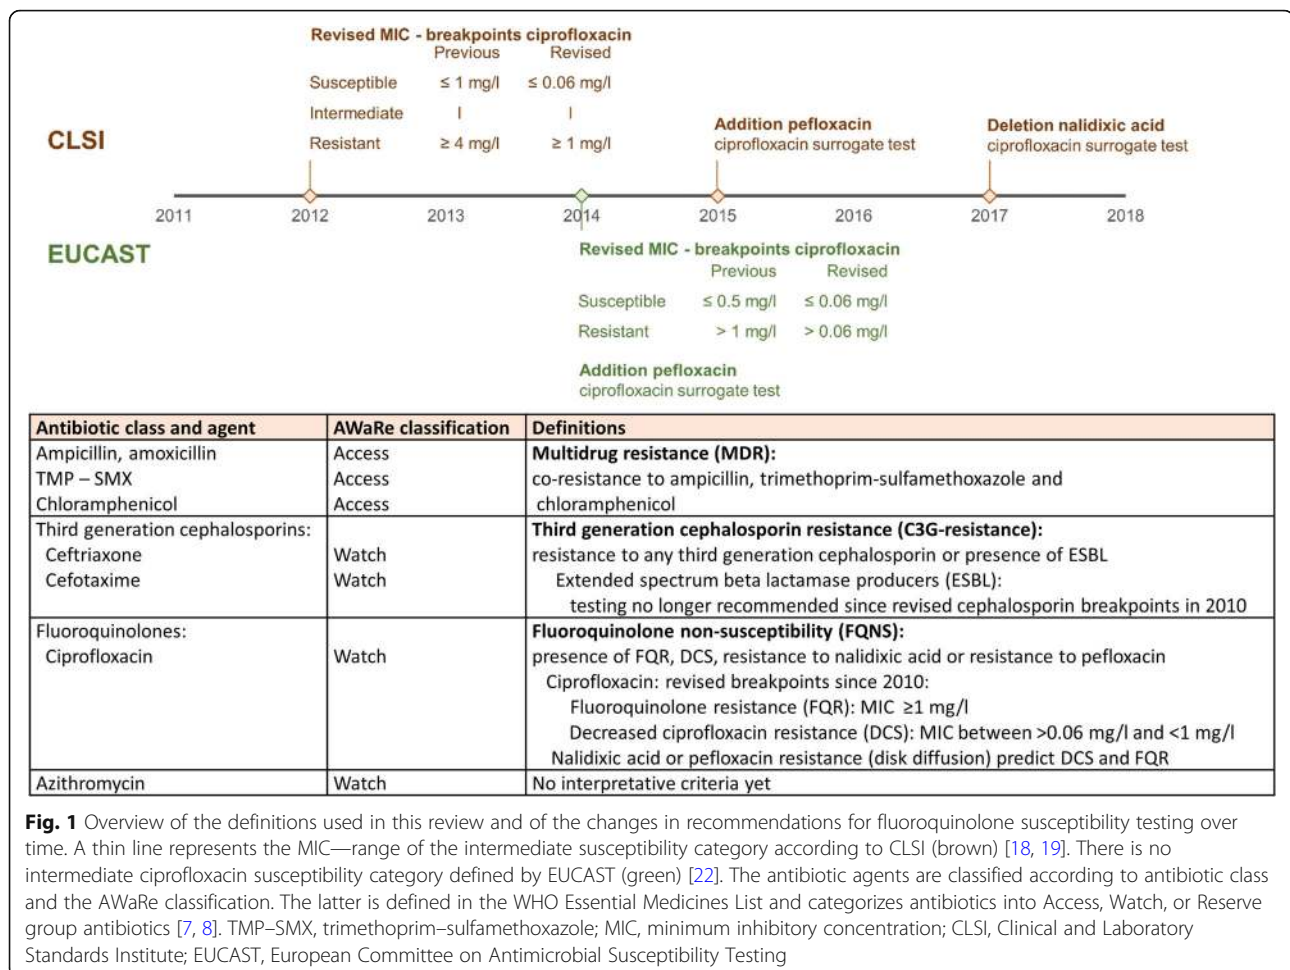 Revised MIC - breakpoints ciprofloxacin
Previous Revised
Susceptible ≤ 1 mg/l ≤ 0.06 mg/l
Intermediate | |
CLSI
Resistant ≥ 4 mg/l ≥ 1 mg/l
Addition pefloxacin
ciprofloxacin surrogate test
Deletion nalidixic acid
ciprofloxacin surrogate test
2011 2012 2013 2014 2015 2016 2017 2018
EUCAST
Revised MIC - breakpoints ciprofloxacin
Previous Revised
Susceptible ≤ 0.5 mg/l ≤ 0.06 mg/l
Resistant > 1 mg/l > 0.06 mg/l
Addition pefloxacin
ciprofloxacin surrogate test
Antibiotic class and agent AWaRe classification Definitions
Ampicillin, amoxicillin Access Multidrug resistance (MDR):
TMP – SMX Access co-resistance to ampicillin, trimethoprim-sulfamethoxazole and
Chloramphenicol Access chloramphenicol
Third generation cephalosporins: Third generation cephalosporin resistance (C3G-resistance):
Ceftriaxone Watch resistance to any third generation cephalosporin or presence of ESBL
Cefotaxime Watch Extended spectrum beta lactamase producers (ESBL):
testing no longer recommended since revised cephalosporin breakpoints in 2010
Fluoroquinolones: Fluoroquinolone non-susceptibility (FQNS):
Ciprofloxacin Watch presence of FQR, DCS, resistance to nalidixic acid or resistance to pefloxacin
Ciprofloxacin: revised breakpoints since 2010:
Fluoroquinolone resistance (FQR): MIC ≥1 mg/l
Decreased ciprofloxacin resistance (DCS): MIC between >0.06 mg/l and <1 mg/l
Nalidixic acid or pefloxacin resistance (disk diffusion) predict DCS and FQR
Azithromycin Watch No interpretative criteria yet
Fig. 1 Overview of the definitions used in this review and of the changes in recommendations for fluoroquinolone susceptibility testing over
time. A thin line represents the MIC—range of the intermediate susceptibility category according to CLSI (brown) [18, 19]. There is no
intermediate ciprofloxacin susceptibility category defined by EUCAST (green) [22]. The antibiotic agents are classified according to antibiotic class
and the AWaRe classification. The latter is defined in the WHO Essential Medicines List and categorizes antibiotics into Access, Watch, or Reserve
group antibiotics [7, 8]. TMP–SMX, trimethoprim–sulfamethoxazole; MIC, minimum inhibitory concentration; CLSI, Clinical and Laboratory
Standards Institute; EUCAST, European Committee on Antimicrobial Susceptibility Testing